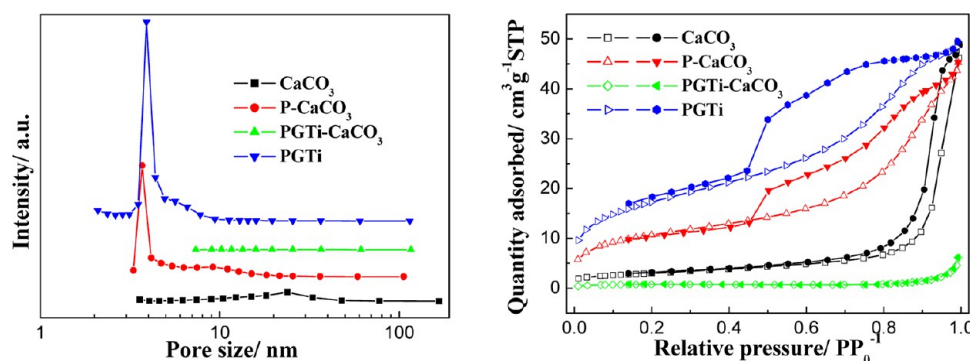 Intensity/ a.u.
CaCO₃
P-CaCO₃
PGTi-CaCO₃
PGTi
1 10 100
Pore size/ nm
Quantity adsorbed/ cm³g⁻¹STP
50
40
30
20
10
0
CaCO₃
P-CaCO₃
PGTi-CaCO₃
PGTi
0.0 0.2 0.4 0.6 0.8 1.0
Relative pressure/ PP₀⁻¹